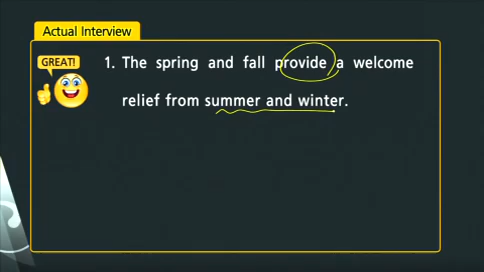 Actual Interview
GREAT!
1. The spring and fall provide a welcome
relief from summer and winter.